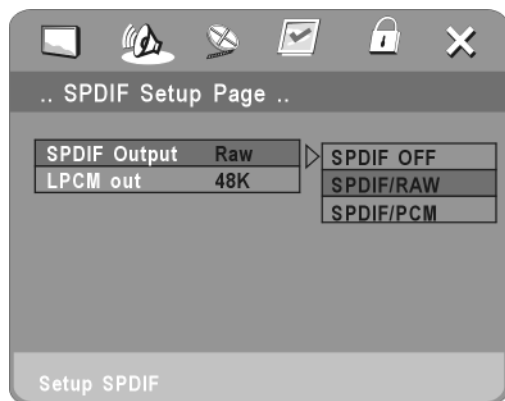 .. SPDIF Setup Page ..
SPDIF Output Raw
LPCM out 48K
SPDIF OFF
SPDIF/RAW
SPDIF/PCM
Setup SPDIF